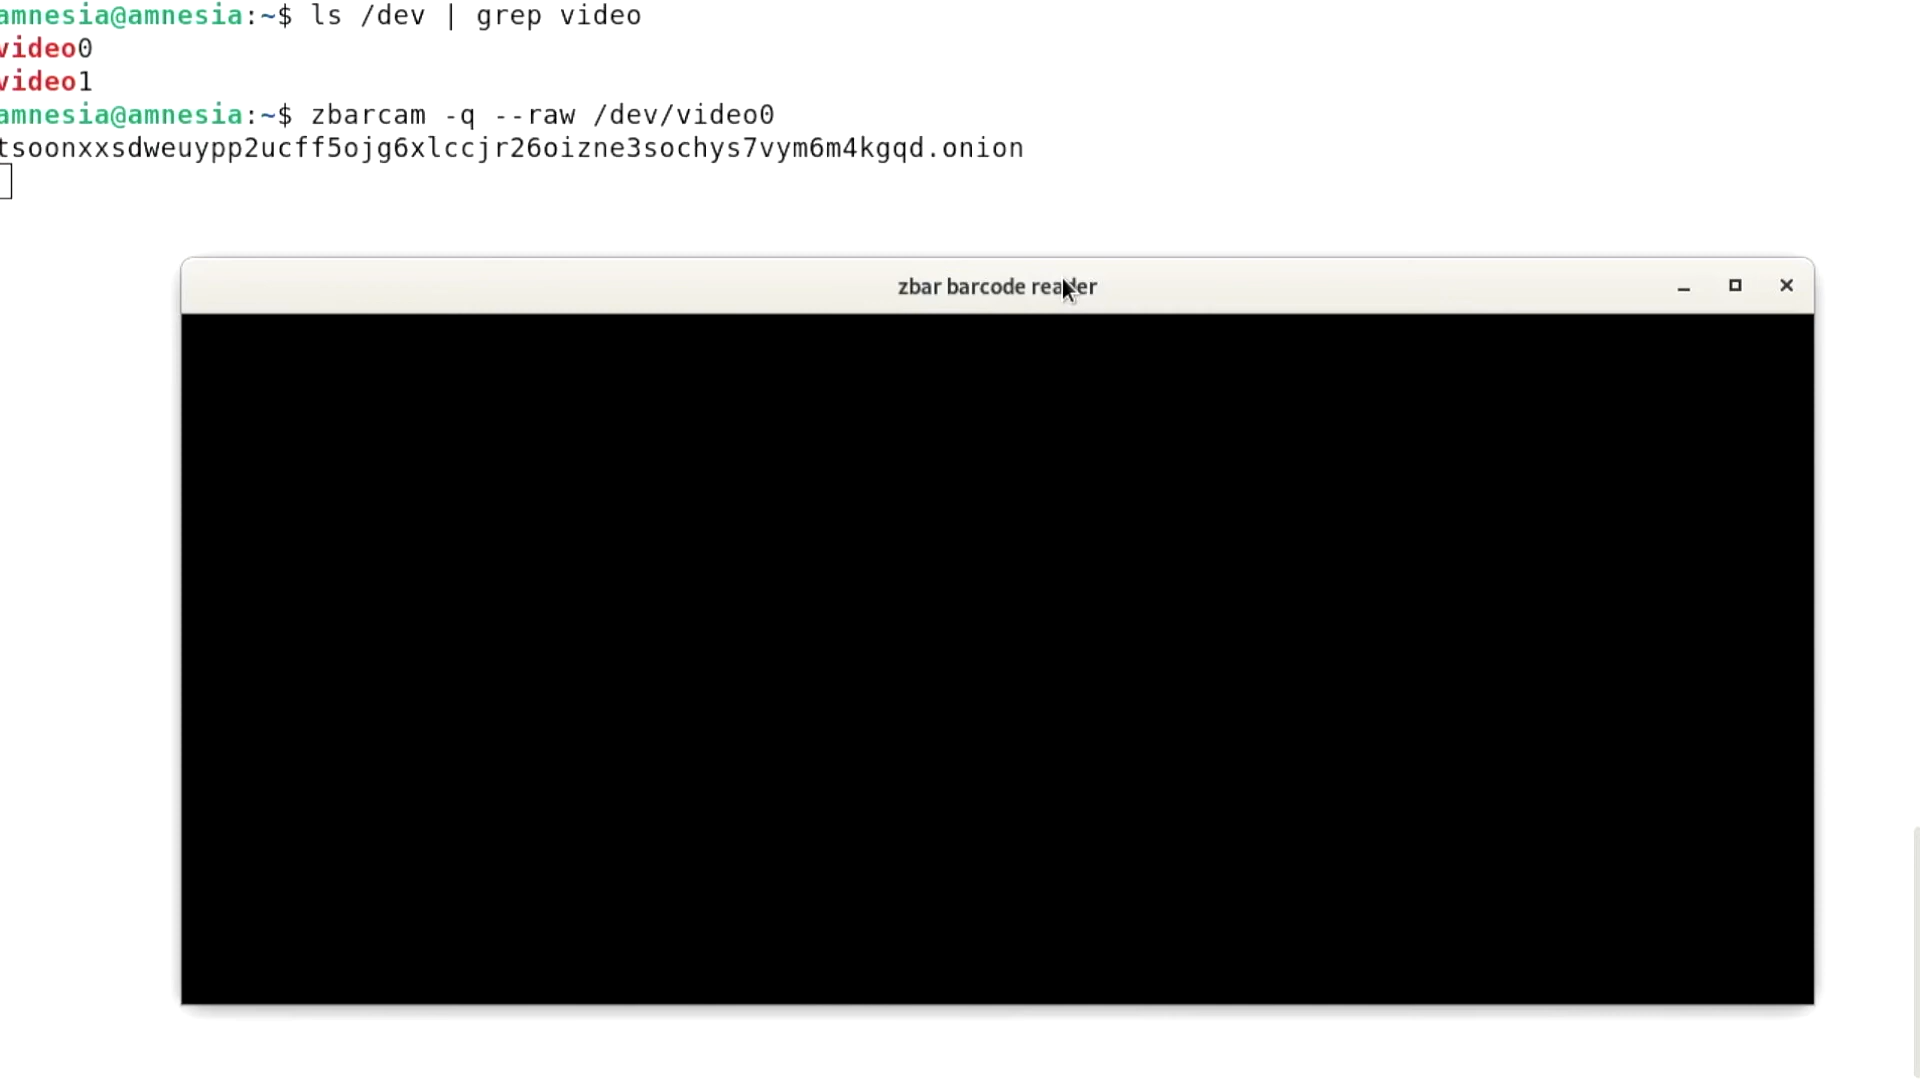 amnesia@amnesia:~$ ls /dev | grep video
video0
video1
amnesia@amnesia:~$ zbarcam -q --raw /dev/video0
tsoonxxsdweuypp2ucff5ojg6xlccjr26oizne3sochys7vym6m4kgqd.onion
zbar barcode reader